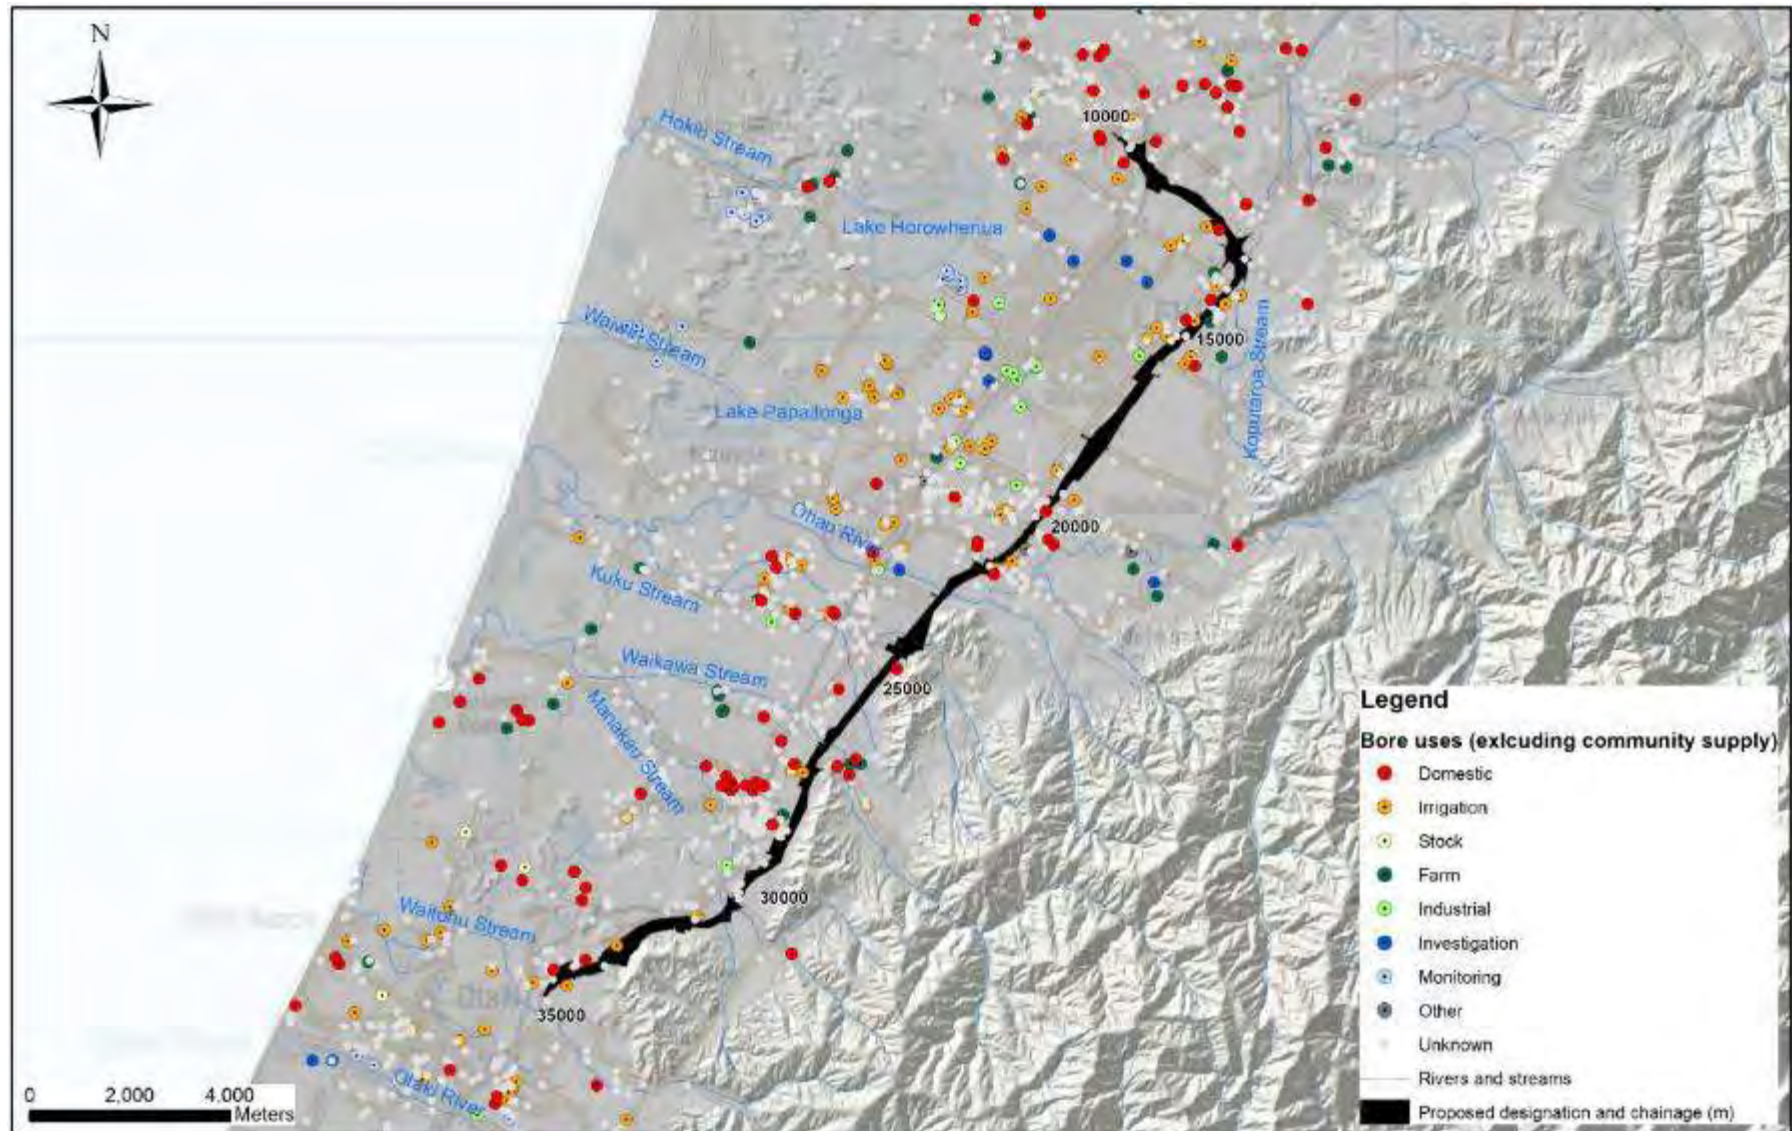 N
10000
Hokio Stream
Lake Horowhenua
Waiwiri Stream
15000
Koputaroa Stream
Lake Papaitonga
Ohau River
20000
Kuku Stream
Waikawa Stream
25000
Manakau Stream
30000
Waitohu Stream
35000
Otaki River
0 2,000 4,000
Meters
Legend
Bore uses (exlcuding community supply)
Domestic
Irrigation
Stock
Farm
Industrial
Investigation
Monitoring
Other
Unknown
Rivers and streams
Proposed designation and chainage (m)